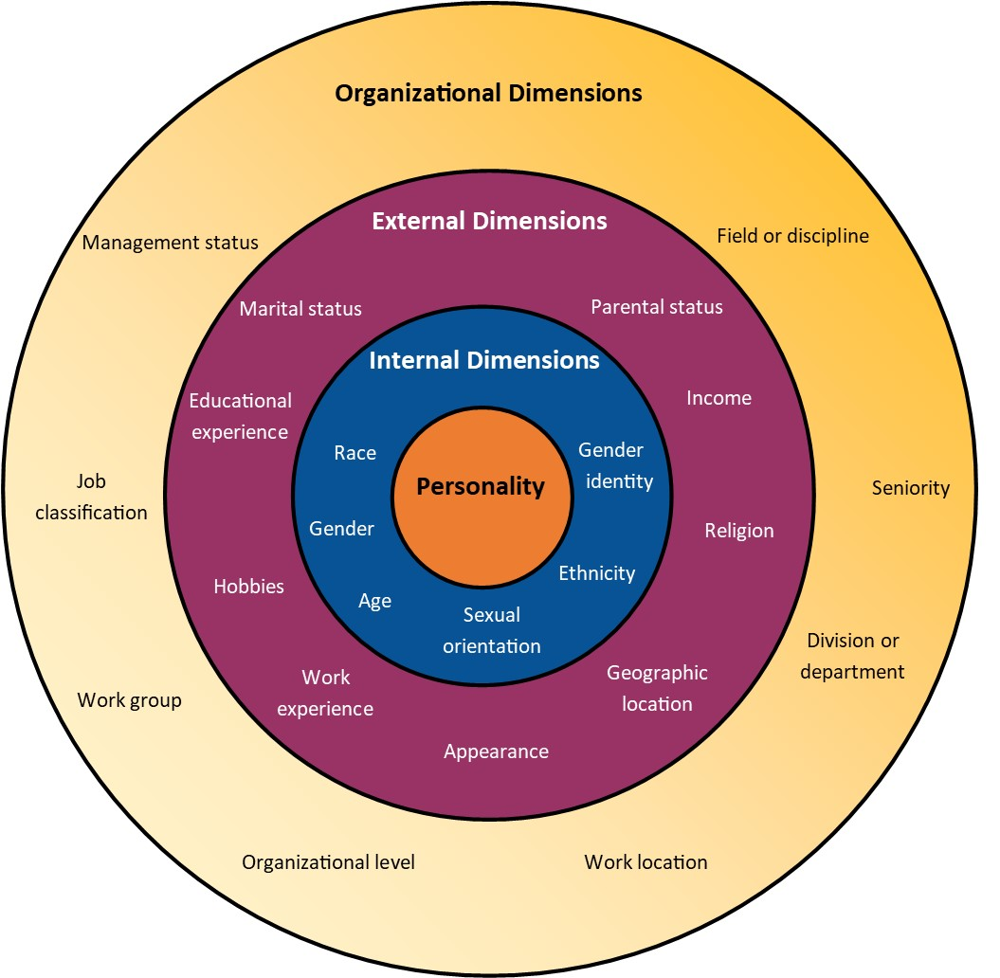 Organizational Dimensions
Management status
Field or discipline
Job
classification
Seniority
Work group
Division or
department
Organizational level
Work location
External Dimensions
Marital status
Parental status
Educational
experience
Income
Hobbies
Religion
Work
experience
Geographic
location
Appearance
Internal Dimensions
Race
Gender
identity
Gender
Ethnicity
Age
Sexual
orientation
Personality